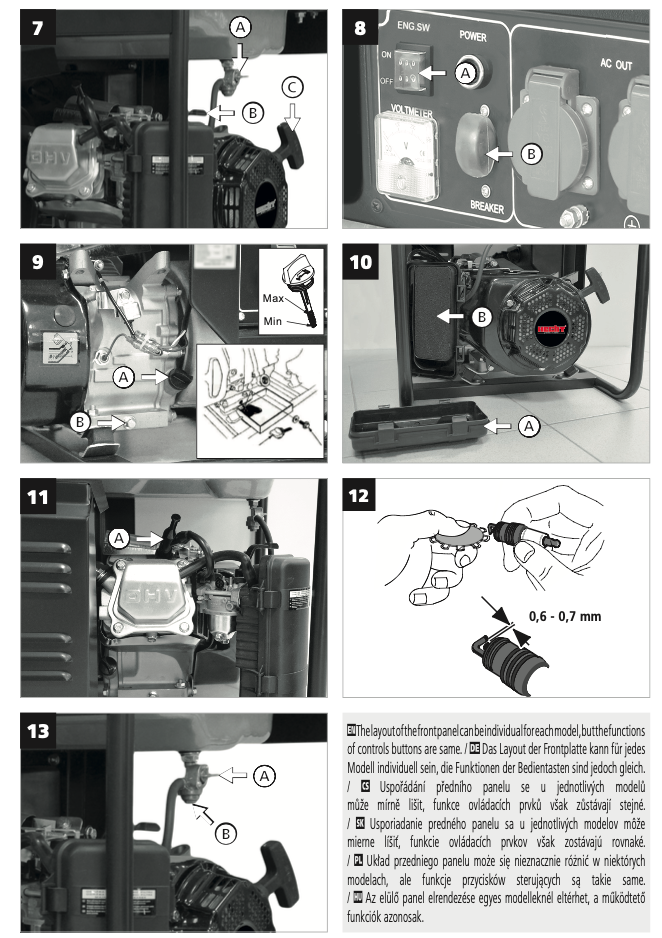 7
A
C
B
OHV
8
ENG.SW
POWER
ON
A
AC OUT
OFF
VOLTMETER
V
B
BREAKER
9
Max
Min
A
B
10
B
A
11
A
OHV
12
0,6 - 0,7 mm
13
A
B
EN The layout of the front panel can be individual for each model, but the functions
of controls buttons are same. / DE Das Layout der Frontplatte kann für jedes
Modell individuell sein, die Funktionen der Bedientasten sind jedoch gleich.
/ CS Uspořádání předního panelu se u jednotlivých modelů
může mírně lišit, funkce ovládacích prvků však zůstávají stejné.
/ SK Usporiadanie predného panelu sa u jednotlivých modelov môže
mierne líšiť, funkcie ovládacích prvkov však zostávajú rovnaké.
/ PL Układ przedniego panelu może się nieznacznie różnić w niektórych
modelach, ale funkcje przycisków sterujących są takie same.
/ HU Az elülső panel elrendezése egyes modelleknél eltérhet, a működtető
funkciók azonosak.